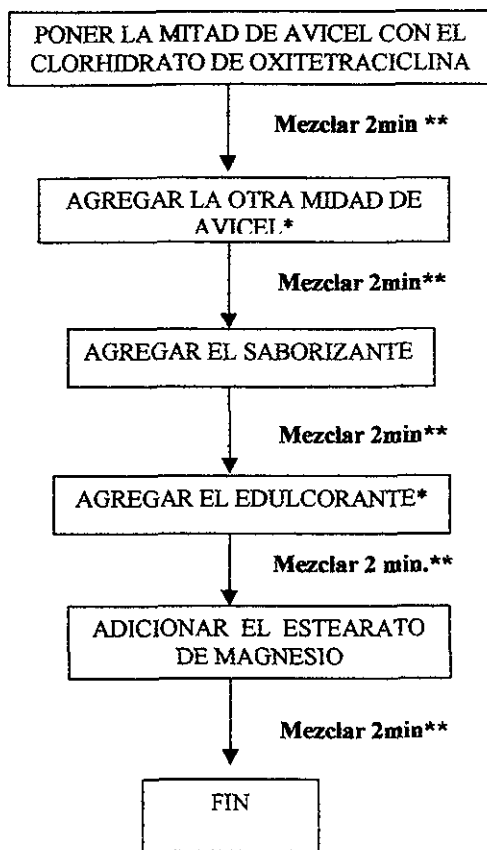 PONER LA MITAD DE AVICEL CON EL
CLORHIDRATO DE OXITETRACICLINA
Mezclar 2min **
AGREGAR LA OTRA MIDAD DE
AVICEL*
Mezclar 2min**
AGREGAR EL SABORIZANTE
Mezclar 2min**
AGREGAR EL EDULCORANTE*
Mezclar 2 min.**
ADICIONAR EL ESTEARATO
DE MAGNESIO
Mezclar 2min**
FIN